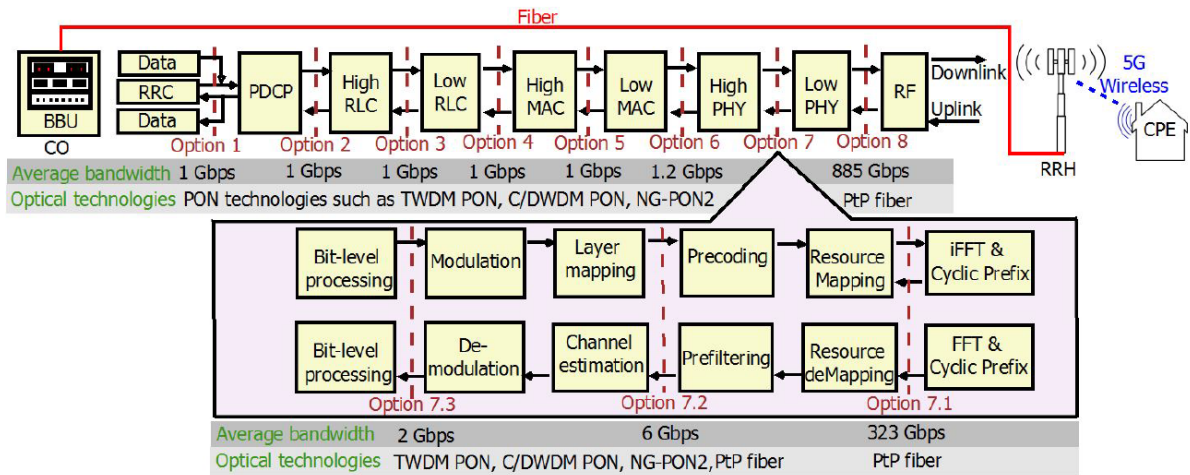 Fiber
BBU
CO
Data
RRC
Data
PDCP
High RLC
Low RLC
High MAC
Low MAC
High PHY
Low PHY
RF
Downlink
Uplink
5G Wireless
CPE
RRH
Option 1 Option 2 Option 3 Option 4 Option 5 Option 6 Option 7 Option 8
Average bandwidth 1 Gbps 1 Gbps 1 Gbps 1 Gbps 1 Gbps 1.2 Gbps 885 Gbps
Optical technologies PON technologies such as TWDM PON, C/DWDM PON, NG-PON2 PtP fiber
Bit-level processing
Modulation
Layer mapping
Precoding
Resource Mapping
iFFT & Cyclic Prefix
Bit-level processing
De-modulation
Channel estimation
Prefiltering
Resource deMapping
FFT & Cyclic Prefix
Option 7.3 Option 7.2 Option 7.1
Average bandwidth 2 Gbps 6 Gbps 323 Gbps
Optical technologies TWDM PON, C/DWDM PON, NG-PON2, PtP fiber PtP fiber